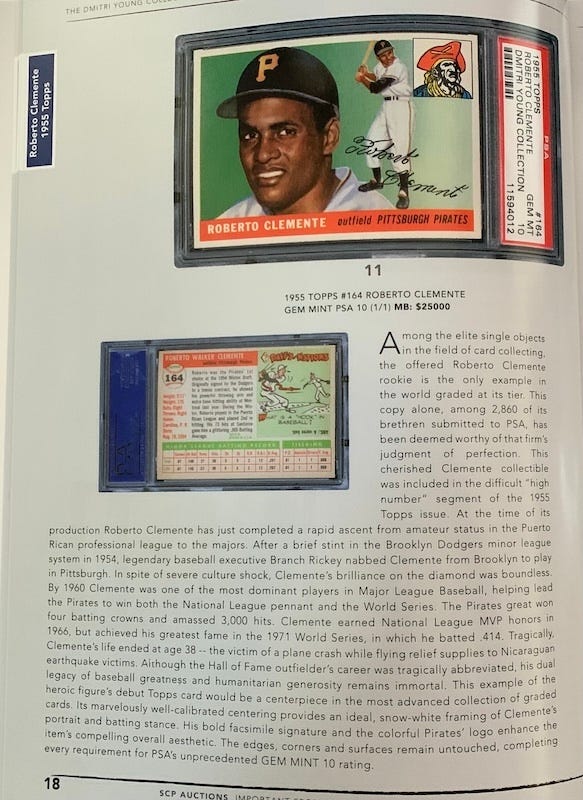 THE DMITRI YOUNG
Roberto Clemente
1955 Topps
1955 TOPPS #164
ROBERTO CLEMENTE GEM MT
DMITRI YOUNG COLLECTION 10
11594012
PSA
P
Roberto Clemente
ROBERTO CLEMENTE outfield PITTSBURGH PIRATES
11
1955 TOPPS #164 ROBERTO CLEMENTE
GEM MINT PSA 10 (1/1) MB: $25000
ROBERTO WALKER CLEMENTE
164
PSA
Among the elite single objects
in the field of card collecting,
the offered Roberto Clemente
rookie is the only example in
the world graded at its tier. This
copy alone, among 2,860 of its
brethren submitted to PSA, has
been deemed worthy of that firm's
judgment of perfection. This
cherished Clemente collectible
was included in the difficult "high
number" segment of the 1955
Topps issue. At the time of its
production Roberto Clemente has just completed a rapid ascent from amateur status in the Puerto
Rican professional league to the majors. After a brief stint in the Brooklyn Dodgers minor league
system in 1954, legendary baseball executive Branch Rickey nabbed Clemente from Brooklyn to play
in Pittsburgh. In spite of severe culture shock, Clemente's brilliance on the diamond was boundless.
By 1960 Clemente was one of the most dominant players in Major League Baseball, helping lead
the Pirates to win both the National League pennant and the World Series. The Pirates great won
four batting crowns and amassed 3,000 hits. Clemente earned National League MVP honors in
1966, but achieved his greatest fame in the 1971 World Series, in which he batted .414. Tragically,
Clemente's life ended at age 38 -- the victim of a plane crash while flying relief supplies to Nicaraguan
earthquake victims. Although the Hall of Fame outfielder's career was tragically abbreviated, his dual
legacy of baseball greatness and humanitarian generosity remains immortal. This example of the
heroic figure's debut Topps card would be a centerpiece in the most advanced collection of graded
cards. Its marvelously well-calibrated centering provides an ideal, snow-white framing of Clemente's
portrait and batting stance. His bold facsimile signature and the colorful Pirates' logo enhance the
item's compelling overall aesthetic. The edges, corners and surfaces remain untouched, completing
every requirement for PSA's unprecedented GEM MINT 10 rating.
18
SCP AUCTIONS